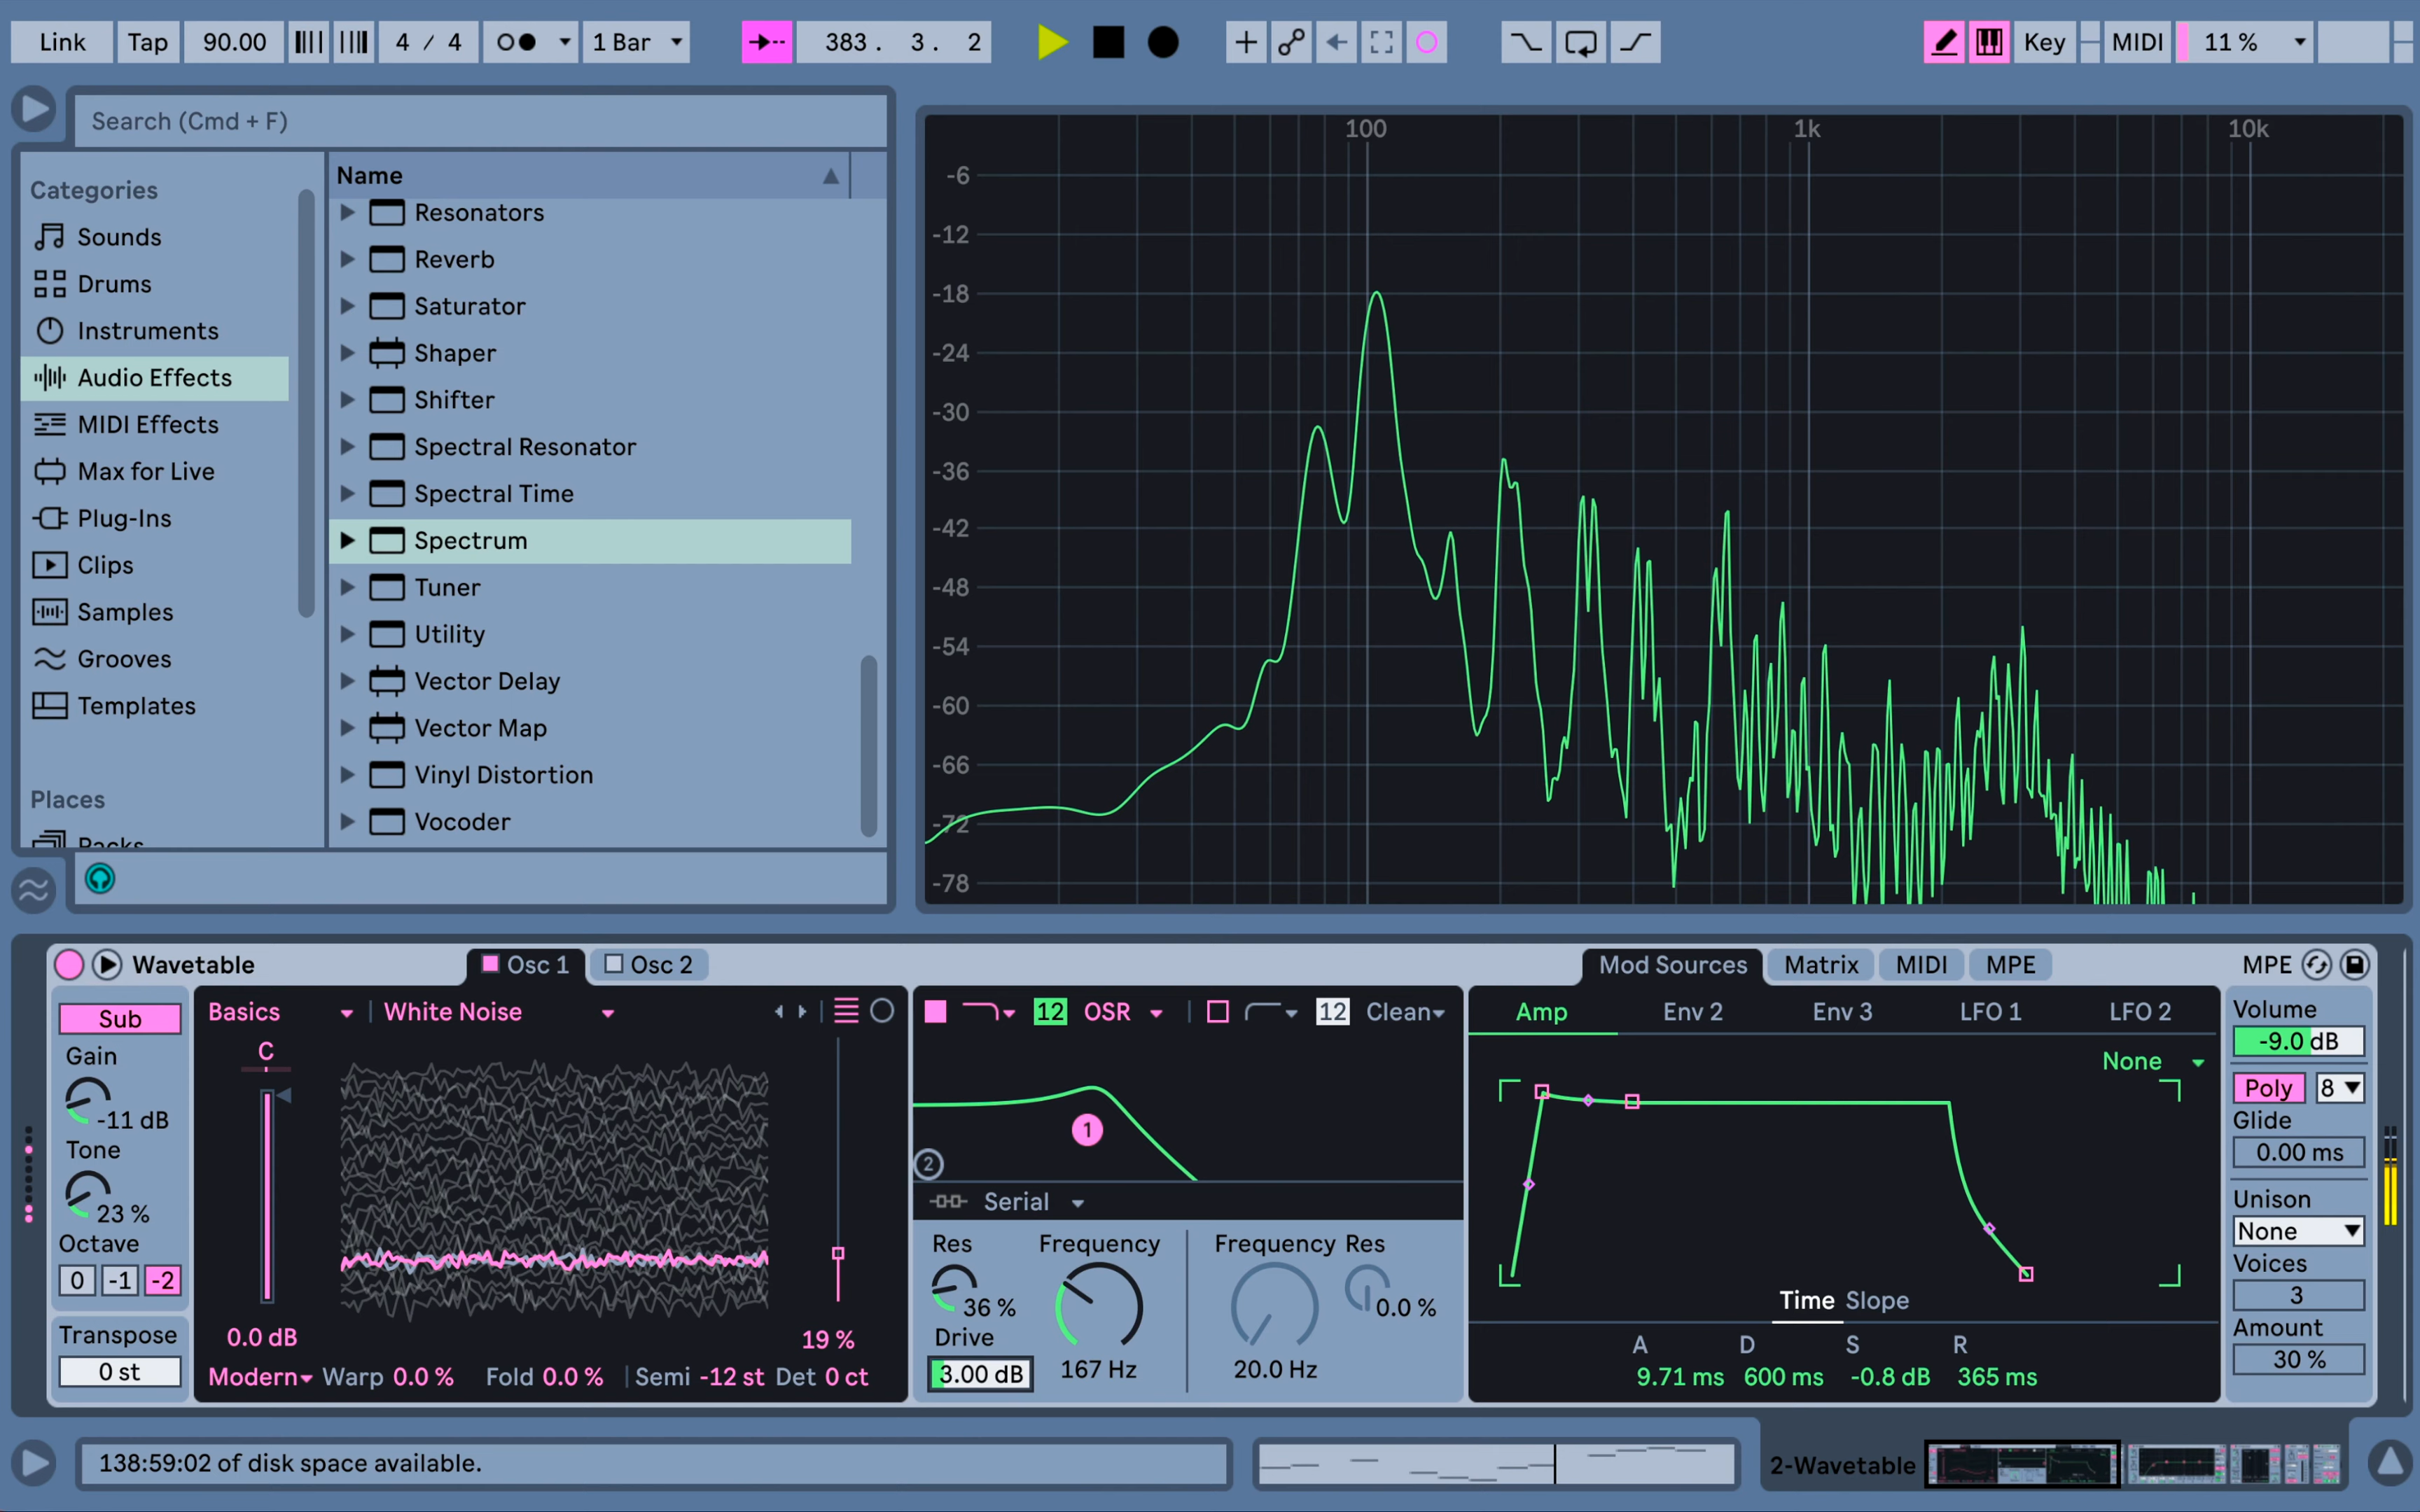 Link Tap 90.00 4 / 4 1 Bar 383. 3. 2 Key MIDI 11 %
Search (Cmd + F)
Categories
Sounds
Drums
Instruments
Audio Effects
MIDI Effects
Max for Live
Plug-Ins
Clips
Samples
Grooves
Templates
Places
Packs
Name
Resonators
Reverb
Saturator
Shaper
Shifter
Spectral Resonator
Spectral Time
Spectrum
Tuner
Utility
Vector Delay
Vector Map
Vinyl Distortion
Vocoder
100 1k 10k
-6
-12
-18
-24
-30
-36
-42
-48
-54
-60
-66
-72
-78
Wavetable Osc 1 Osc 2
Sub
Gain
-11 dB
Tone
23 %
Octave
0 -1 -2
Transpose
0 st
Basics White Noise
C
0.0 dB 19 %
Modern Warp 0.0 % Fold 0.0 % Semi -12 st Det 0 ct
12 OSR 12 Clean
1
2
Serial
Res Frequency Frequency Res
36 % 0.0 %
Drive
3.00 dB 167 Hz 20.0 Hz
Mod Sources Matrix MIDI MPE MPE
Amp Env 2 Env 3 LFO 1 LFO 2
None
Time Slope
A D S R
9.71 ms 600 ms -0.8 dB 365 ms
Volume
-9.0 dB
Poly 8
Glide
0.00 ms
Unison
None
Voices
3
Amount
30 %
138:59:02 of disk space available.
2-Wavetable